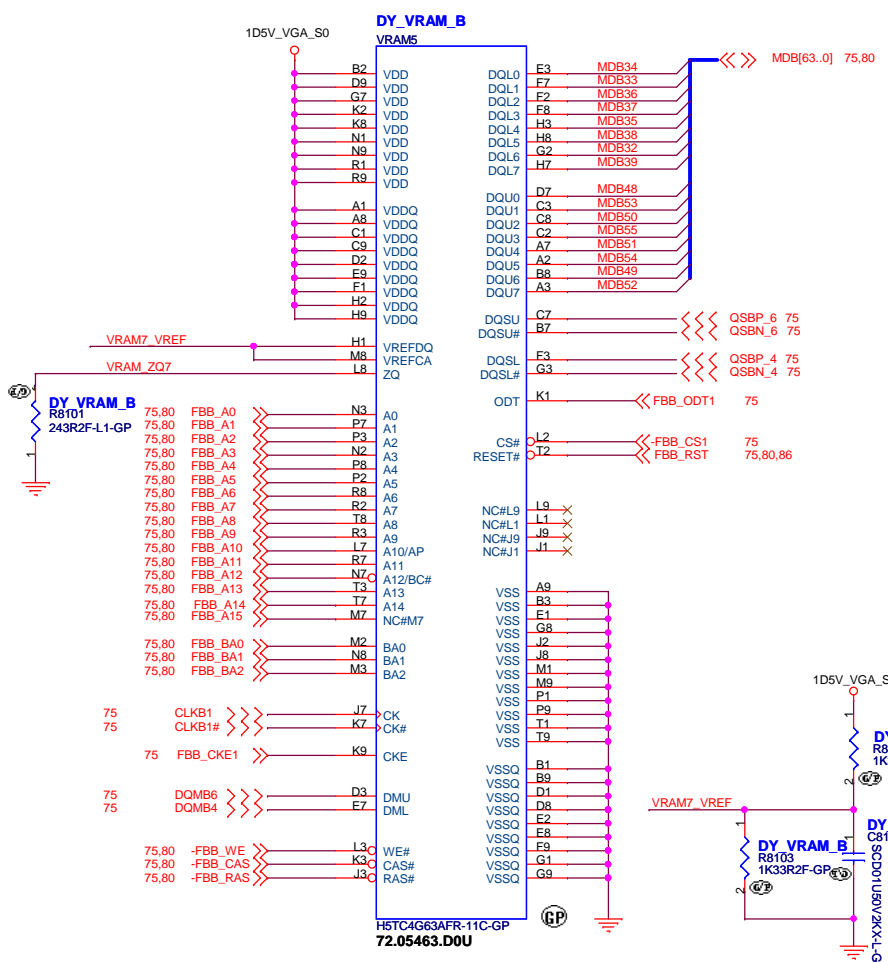 DY_VRAM_B
1D5V_VGA_S0
VRAM5
B2 VDD
D9 VDD
G7 VDD
K2 VDD
K8 VDD
N1 VDD
N9 VDD
R1 VDD
R9 VDD
A1 VDDQ
A8 VDDQ
C1 VDDQ
C9 VDDQ
D2 VDDQ
E9 VDDQ
F1 VDDQ
H2 VDDQ
H9 VDDQ
VRAM7_VREF H1 VREFDQ
M8 VREFCA
VRAM_ZQ7 L8 ZQ
2
DY_VRAM_B
R8101
243R2F-L1-GP
1
75,80 FBB_A0 N3 A0
75,80 FBB_A1 P7 A1
75,80 FBB_A2 P3 A2
75,80 FBB_A3 N2 A3
75,80 FBB_A4 P8 A4
75,80 FBB_A5 P2 A5
75,80 FBB_A6 R8 A6
75,80 FBB_A7 R2 A7
75,80 FBB_A8 T8 A8
75,80 FBB_A9 R3 A9
75,80 FBB_A10 L7 A10/AP
75,80 FBB_A11 R7 A11
75,80 FBB_A12 N7 A12/BC#
75,80 FBB_A13 T3 A13
75,80 FBB_A14 T7 A14
75,80 FBB_A15 M7 NC#M7
75,80 FBB_BA0 M2 BA0
75,80 FBB_BA1 N8 BA1
75,80 FBB_BA2 M3 BA2
75 CLKB1 J7 CK
75 CLKB1# K7 CK#
75 FBB_CKE1 K9 CKE
75 DQMB6 D3 DMU
75 DQMB4 E7 DML
75,80 -FBB_WE L3 WE#
75,80 -FBB_CAS K3 CAS#
75,80 -FBB_RAS J3 RAS#
DQL0 E3 MDB34
DQL1 F7 MDB33
DQL2 F2 MDB36
DQL3 F8 MDB37
DQL4 H3 MDB35
DQL5 H8 MDB38
DQL6 G2 MDB32
DQL7 H7 MDB39
MDB[63..0] 75,80
DQU0 D7 MDB48
DQU1 C3 MDB53
DQU2 C8 MDB50
DQU3 C2 MDB55
DQU4 A7 MDB51
DQU5 A2 MDB54
DQU6 B8 MDB49
DQU7 A3 MDB52
DQSU C7 QSBP_6 75
DQSU# B7 QSBN_6 75
DQSL F3 QSBP_4 75
DQSL# G3 QSBN_4 75
ODT K1 FBB_ODT1 75
CS# L2 -FBB_CS1 75
RESET# T2 FBB_RST 75,80,86
NC#L9 L9
NC#L1 L1
NC#J9 J9
NC#J1 J1
VSS A9
VSS B3
VSS E1
VSS G8
VSS J2
VSS J8
VSS M1
VSS M9
VSS P1
VSS P9
VSS T1
VSS T9
VSSQ B1
VSSQ B9
VSSQ D1
VSSQ D8
VSSQ E2
VSSQ E8
VSSQ F9
VSSQ G1
VSSQ G9
H5TC4G63AFR-11C-GP
72.05463.D0U
GP
1D5V_VGA_S
1
DY
R8
1K
2
G/P
VRAM7_VREF
1
DY_VRAM_B
R8103
1K33R2F-GP
2
G/P
1
DY
C81
SCD01U50V2KX-L-G